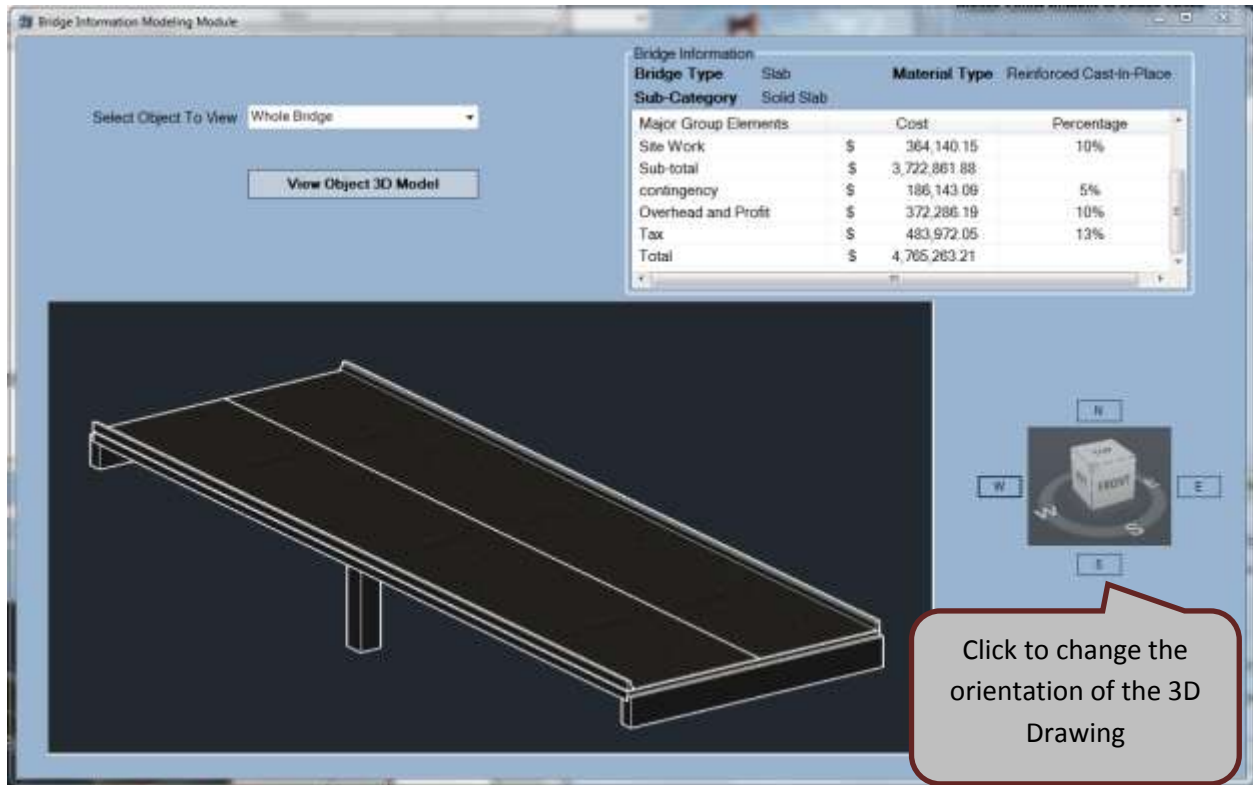 Bridge Information Modeling Module
Bridge Information
Bridge Type Slab Material Type Reinforced Cast-In-Place
Sub-Category Solid Slab
Select Object To View Whole Bridge
View Object 3D Model
Major Group Elements Cost Percentage
Site Work $ 364,140.15 10%
Sub-total $ 3,722,861.88
contingency $ 186,143.09 5%
Overhead and Profit $ 372,286.19 10%
Tax $ 483,972.05 13%
Total $ 4,765,263.21
N
W
E
FRONT
W
S
S
Click to change the
orientation of the 3D
Drawing